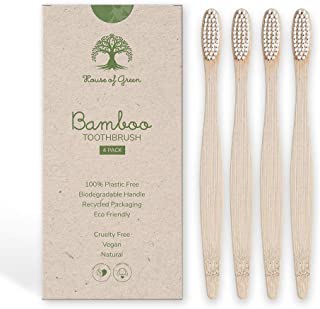 House of Green
Bamboo
TOOTHBRUSH
4 PACK
100% Plastic Free
Biodegradable Handle
Recycled Packaging
Eco Friendly
Cruelty Free
Vegan
Natural